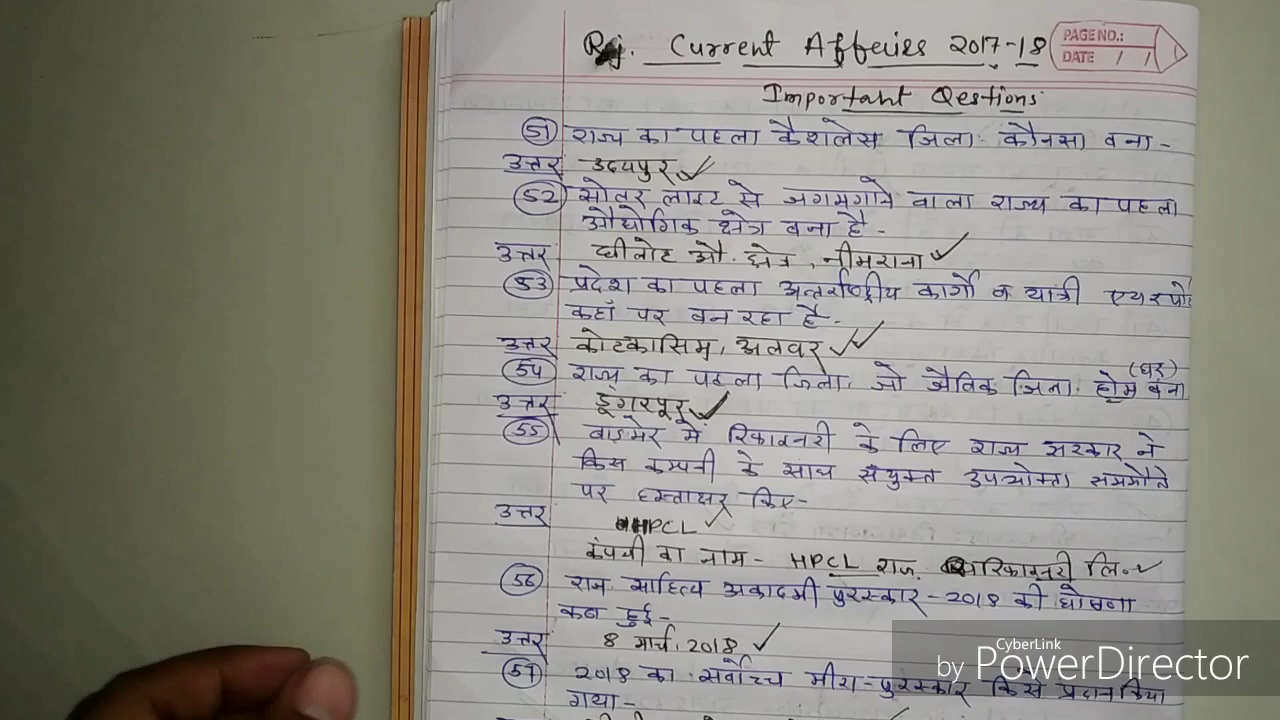 Raj. Current Affeires 2017-18
PAGE NO.:
DATE / /
Important Qestions
51 राज्य का पहला कैशलेस जिला कौनसा बना -
उत्तर उदयपुर ✓
52 सोलर लाइट से जगमगाने वाला राज्य का पहला
औद्योगिक क्षेत्र बना है -
उत्तर घीलोट औ. क्षेत्र, नीमराना ✓
53 प्रदेश का पहला अन्तर्राष्ट्रीय कार्गो व यात्री एयरपो
कहाँ पर बन रहा है -
उत्तर कोटकासिम, अलवर ✓✓
(घर)
54 राज्य का पहला जिला जो जैविक जिला होम बना
उत्तर डूंगरपूर ✓
55 बाड़मेर में रिफाइनरी के लिए राज्य सरकार ने
किस कम्पनी के साथ संयुक्त उपक्रोक्ता समझौते
पर हस्ताक्षर किए -
उत्तर HPCL ✓
कंपनी का नाम - HPCL राज. रिफाइनरी लि. ✓
56 राज. साहित्य अकादमी पुरस्कार - 2018 की घोषणा
कब हुई -
उत्तर 8 मार्च, 2018 ✓
57 2018 का सर्वोच्च मीरा-पुरस्कार किसे प्रदान किया
गया -
CyberLink
by PowerDirector